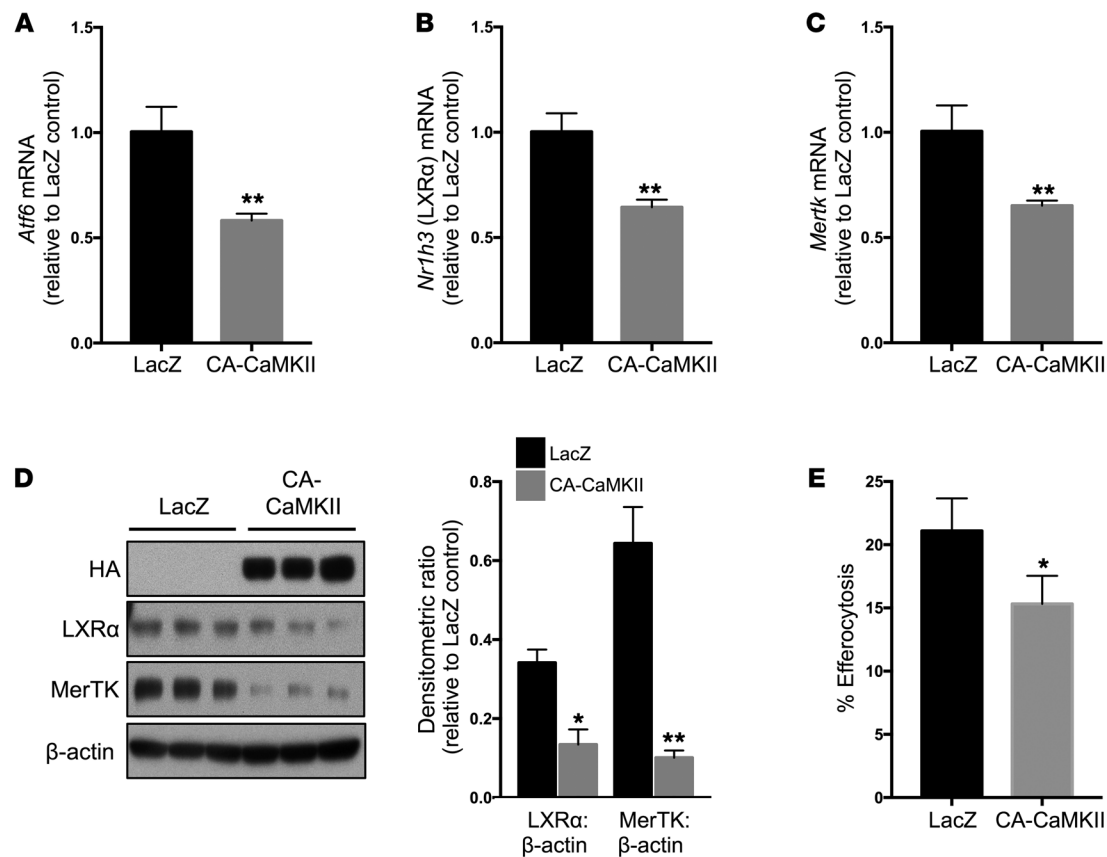 A
Atf6 mRNA
(relative to LacZ control)
1.5
1.0
0.5
0.0
**
LacZ
CA-CaMKII
B
Nr1h3 (LXRα) mRNA
(relative to LacZ control)
1.5
1.0
0.5
0.0
**
LacZ
CA-CaMKII
C
Mertk mRNA
(relative to LacZ control)
1.5
1.0
0.5
0.0
**
LacZ
CA-CaMKII
D
LacZ
CA-
CaMKII
HA
LXRα
MerTK
β-actin
LacZ
CA-CaMKII
Densitometric ratio
(relative to LacZ control)
0.8
0.6
0.4
0.2
0.0
*
**
LXRα:
β-actin
MerTK:
β-actin
E
% Efferocytosis
25
20
15
10
5
0
*
LacZ
CA-CaMKII